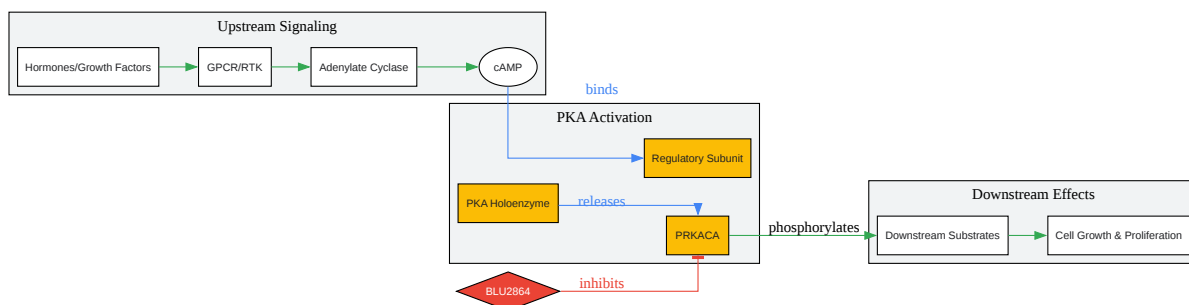 Upstream Signaling
Hormones/Growth Factors
GPCR/RTK
Adenylate Cyclase
cAMP
binds
PKA Activation
Regulatory Subunit
PKA Holoenzyme
releases
PRKACA
phosphorylates
Downstream Effects
Downstream Substrates
Cell Growth & Proliferation
BLU2864
inhibits